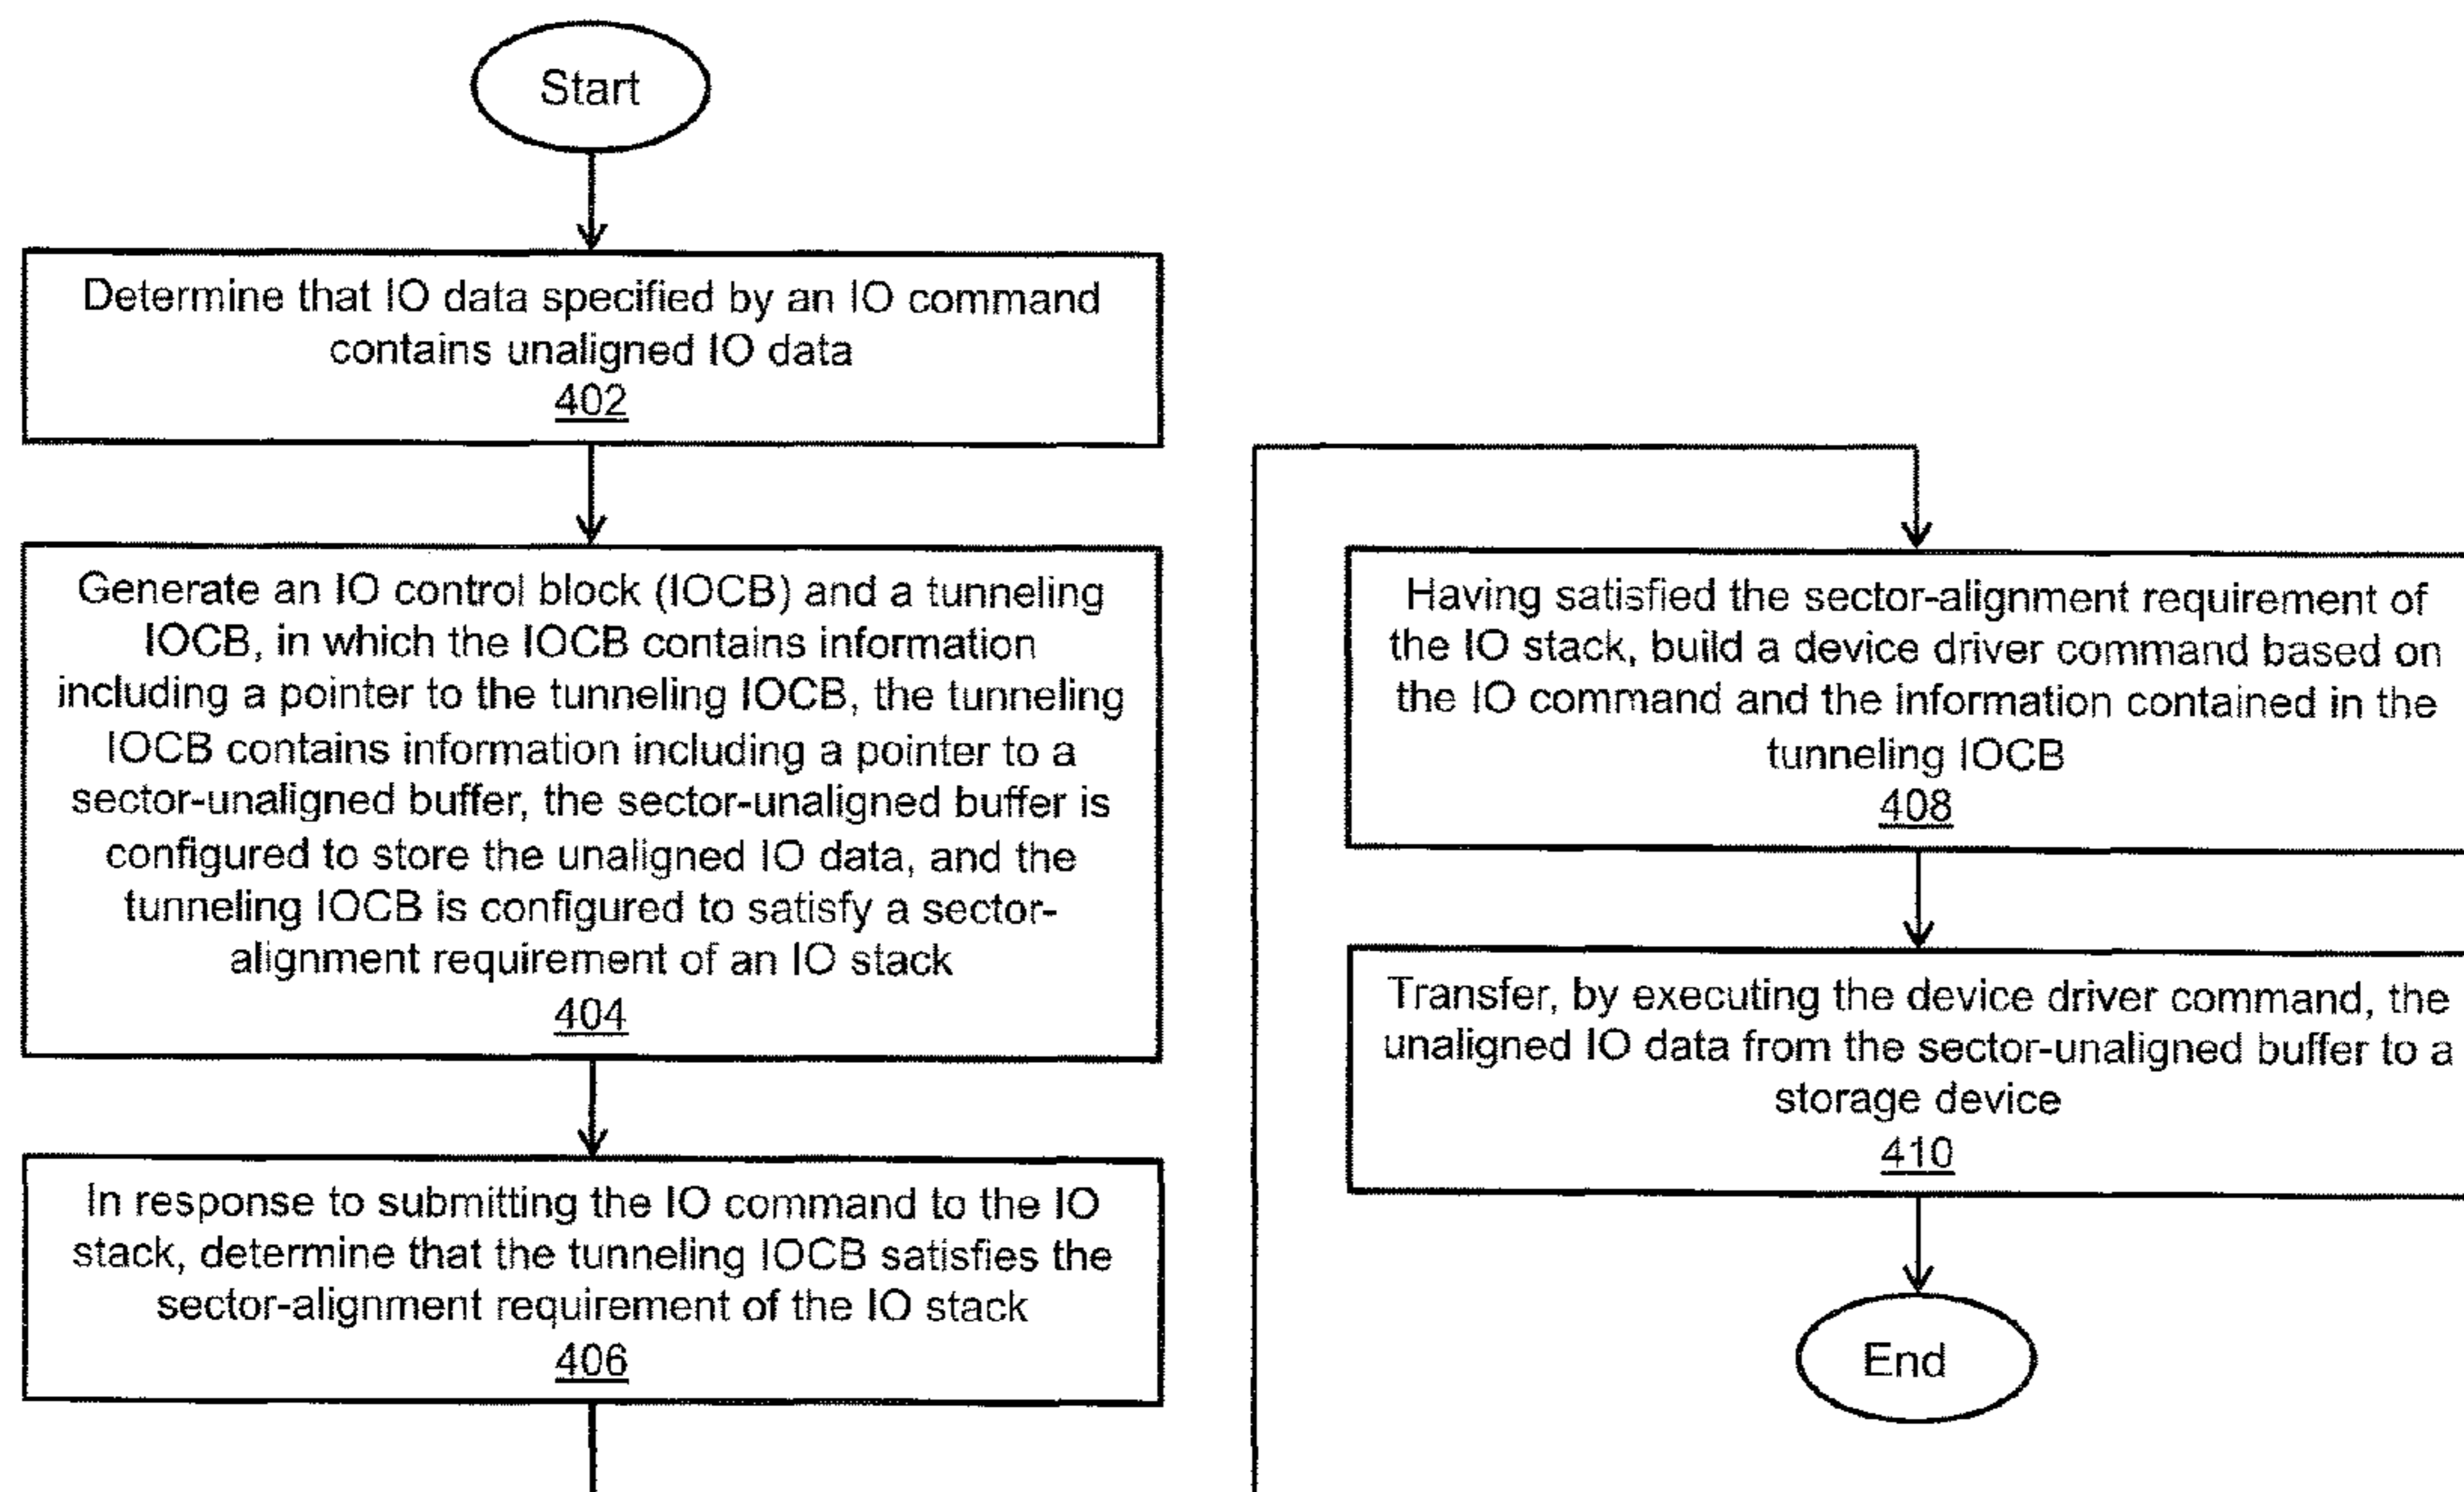 Start
Determine that IO data specified by an IO command
contains unaligned IO data
402
Generate an IO control block (IOCB) and a tunneling
IOCB, in which the IOCB contains information
including a pointer to the tunneling IOCB, the tunneling
IOCB contains information including a pointer to a
sector-unaligned buffer, the sector-unaligned buffer is
configured to store the unaligned IO data, and the
tunneling IOCB is configured to satisfy a sector-
alignment requirement of an IO stack
404
In response to submitting the IO command to the IO
stack, determine that the tunneling IOCB satisfies the
sector-alignment requirement of the IO stack
406
Having satisfied the sector-alignment requirement of
the IO stack, build a device driver command based on
the IO command and the information contained in the
tunneling IOCB
408
Transfer, by executing the device driver command, the
unaligned IO data from the sector-unaligned buffer to a
storage device
410
End